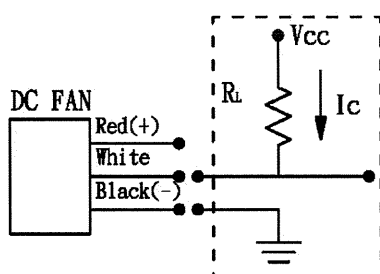 Vcc
DC FAN
RL
Ic
Red(+)
White
Black(-)